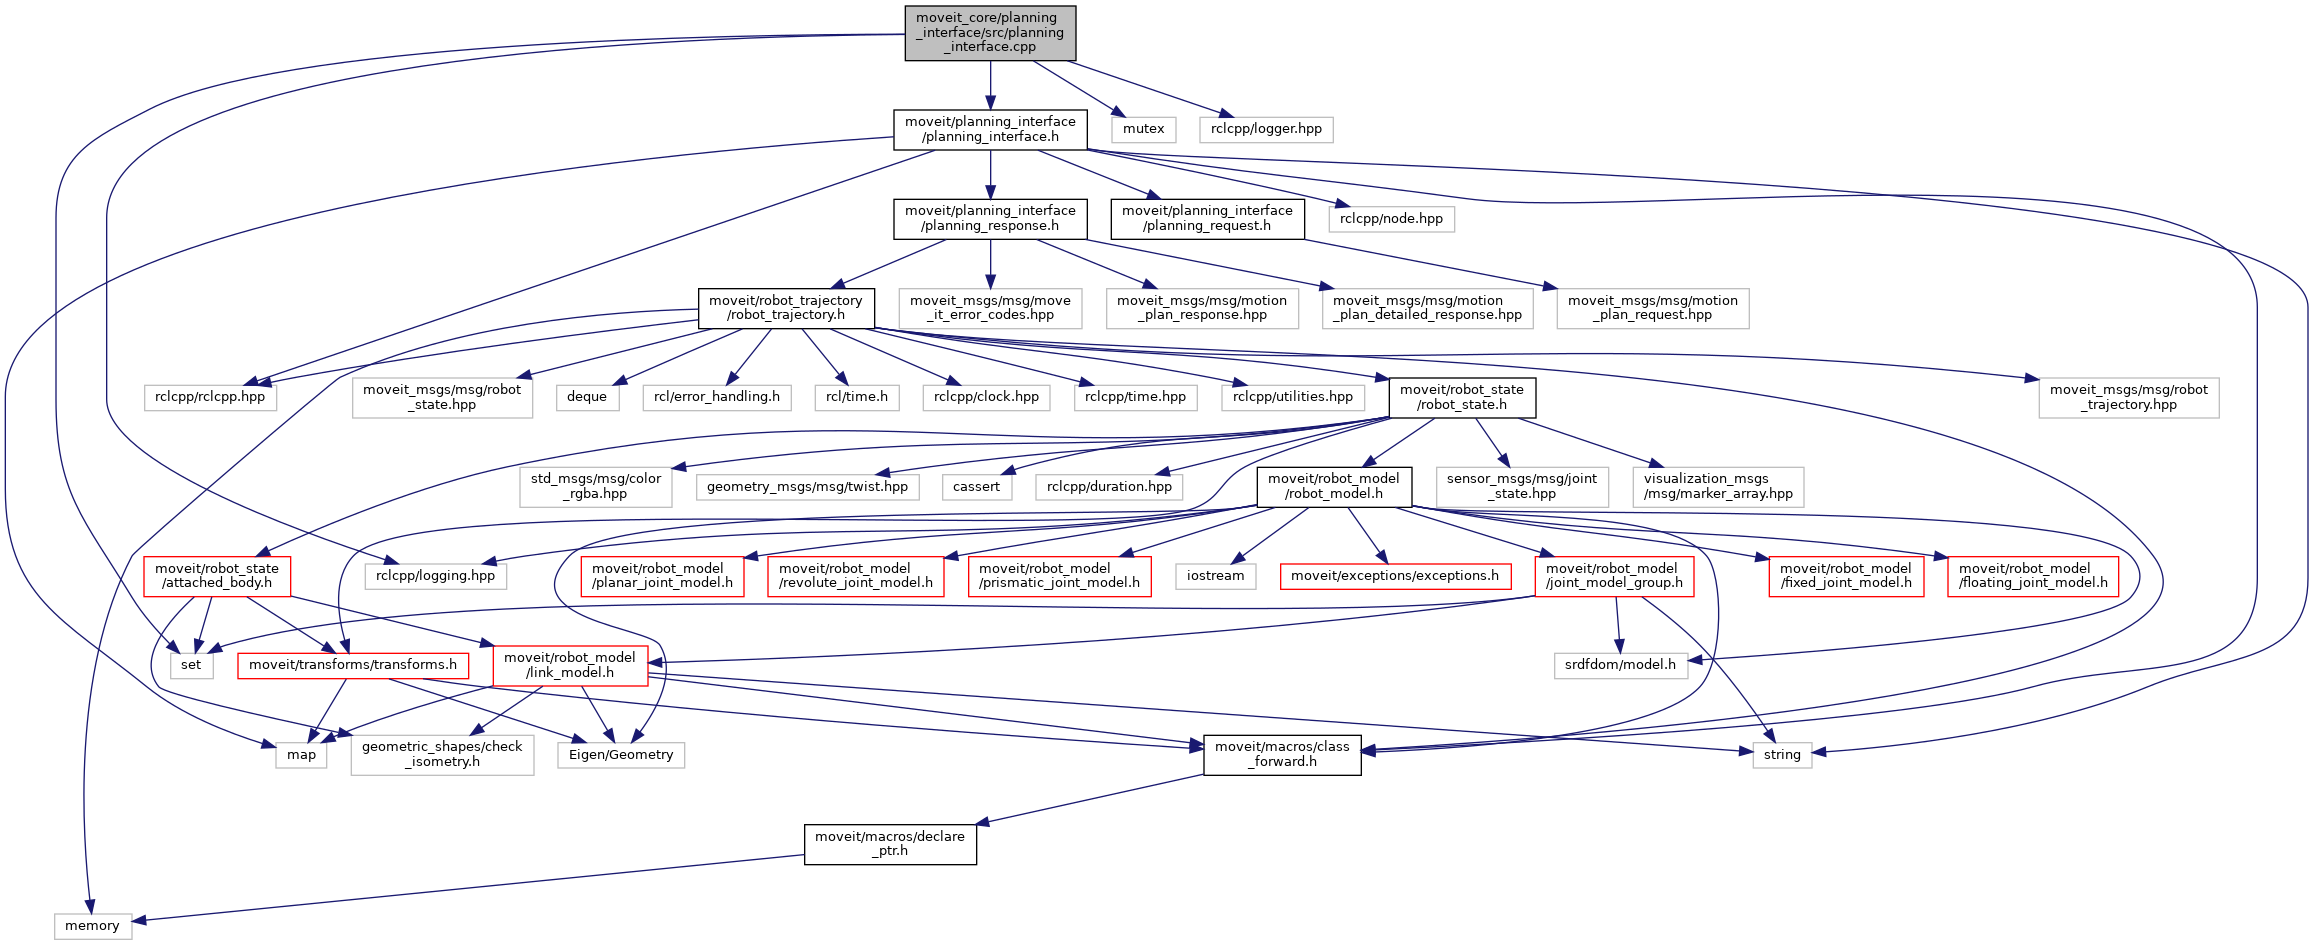 moveit_core/planning
_interface/src/planning
_interface.cpp
moveit/planning_interface
/planning_interface.h
mutex
rclcpp/logger.hpp
moveit/planning_interface
/planning_response.h
moveit/planning_interface
/planning_request.h
rclcpp/node.hpp
moveit/robot_trajectory
/robot_trajectory.h
moveit_msgs/msg/move
_it_error_codes.hpp
moveit_msgs/msg/motion
_plan_response.hpp
moveit_msgs/msg/motion
_plan_detailed_response.hpp
moveit_msgs/msg/motion
_plan_request.hpp
rclcpp/rclcpp.hpp
moveit_msgs/msg/robot
_state.hpp
deque
rcl/error_handling.h
rcl/time.h
rclcpp/clock.hpp
rclcpp/time.hpp
rclcpp/utilities.hpp
moveit/robot_state
/robot_state.h
moveit_msgs/msg/robot
_trajectory.hpp
std_msgs/msg/color
_rgba.hpp
geometry_msgs/msg/twist.hpp
cassert
rclcpp/duration.hpp
moveit/robot_model
/robot_model.h
sensor_msgs/msg/joint
_state.hpp
visualization_msgs
/msg/marker_array.hpp
moveit/robot_state
/attached_body.h
rclcpp/logging.hpp
moveit/robot_model
/planar_joint_model.h
moveit/robot_model
/revolute_joint_model.h
moveit/robot_model
/prismatic_joint_model.h
iostream
moveit/exceptions/exceptions.h
moveit/robot_model
/joint_model_group.h
moveit/robot_model
/fixed_joint_model.h
moveit/robot_model
/floating_joint_model.h
set
moveit/transforms/transforms.h
moveit/robot_model
/link_model.h
srdfdom/model.h
map
geometric_shapes/check
_isometry.h
Eigen/Geometry
moveit/macros/class
_forward.h
string
moveit/macros/declare
_ptr.h
memory